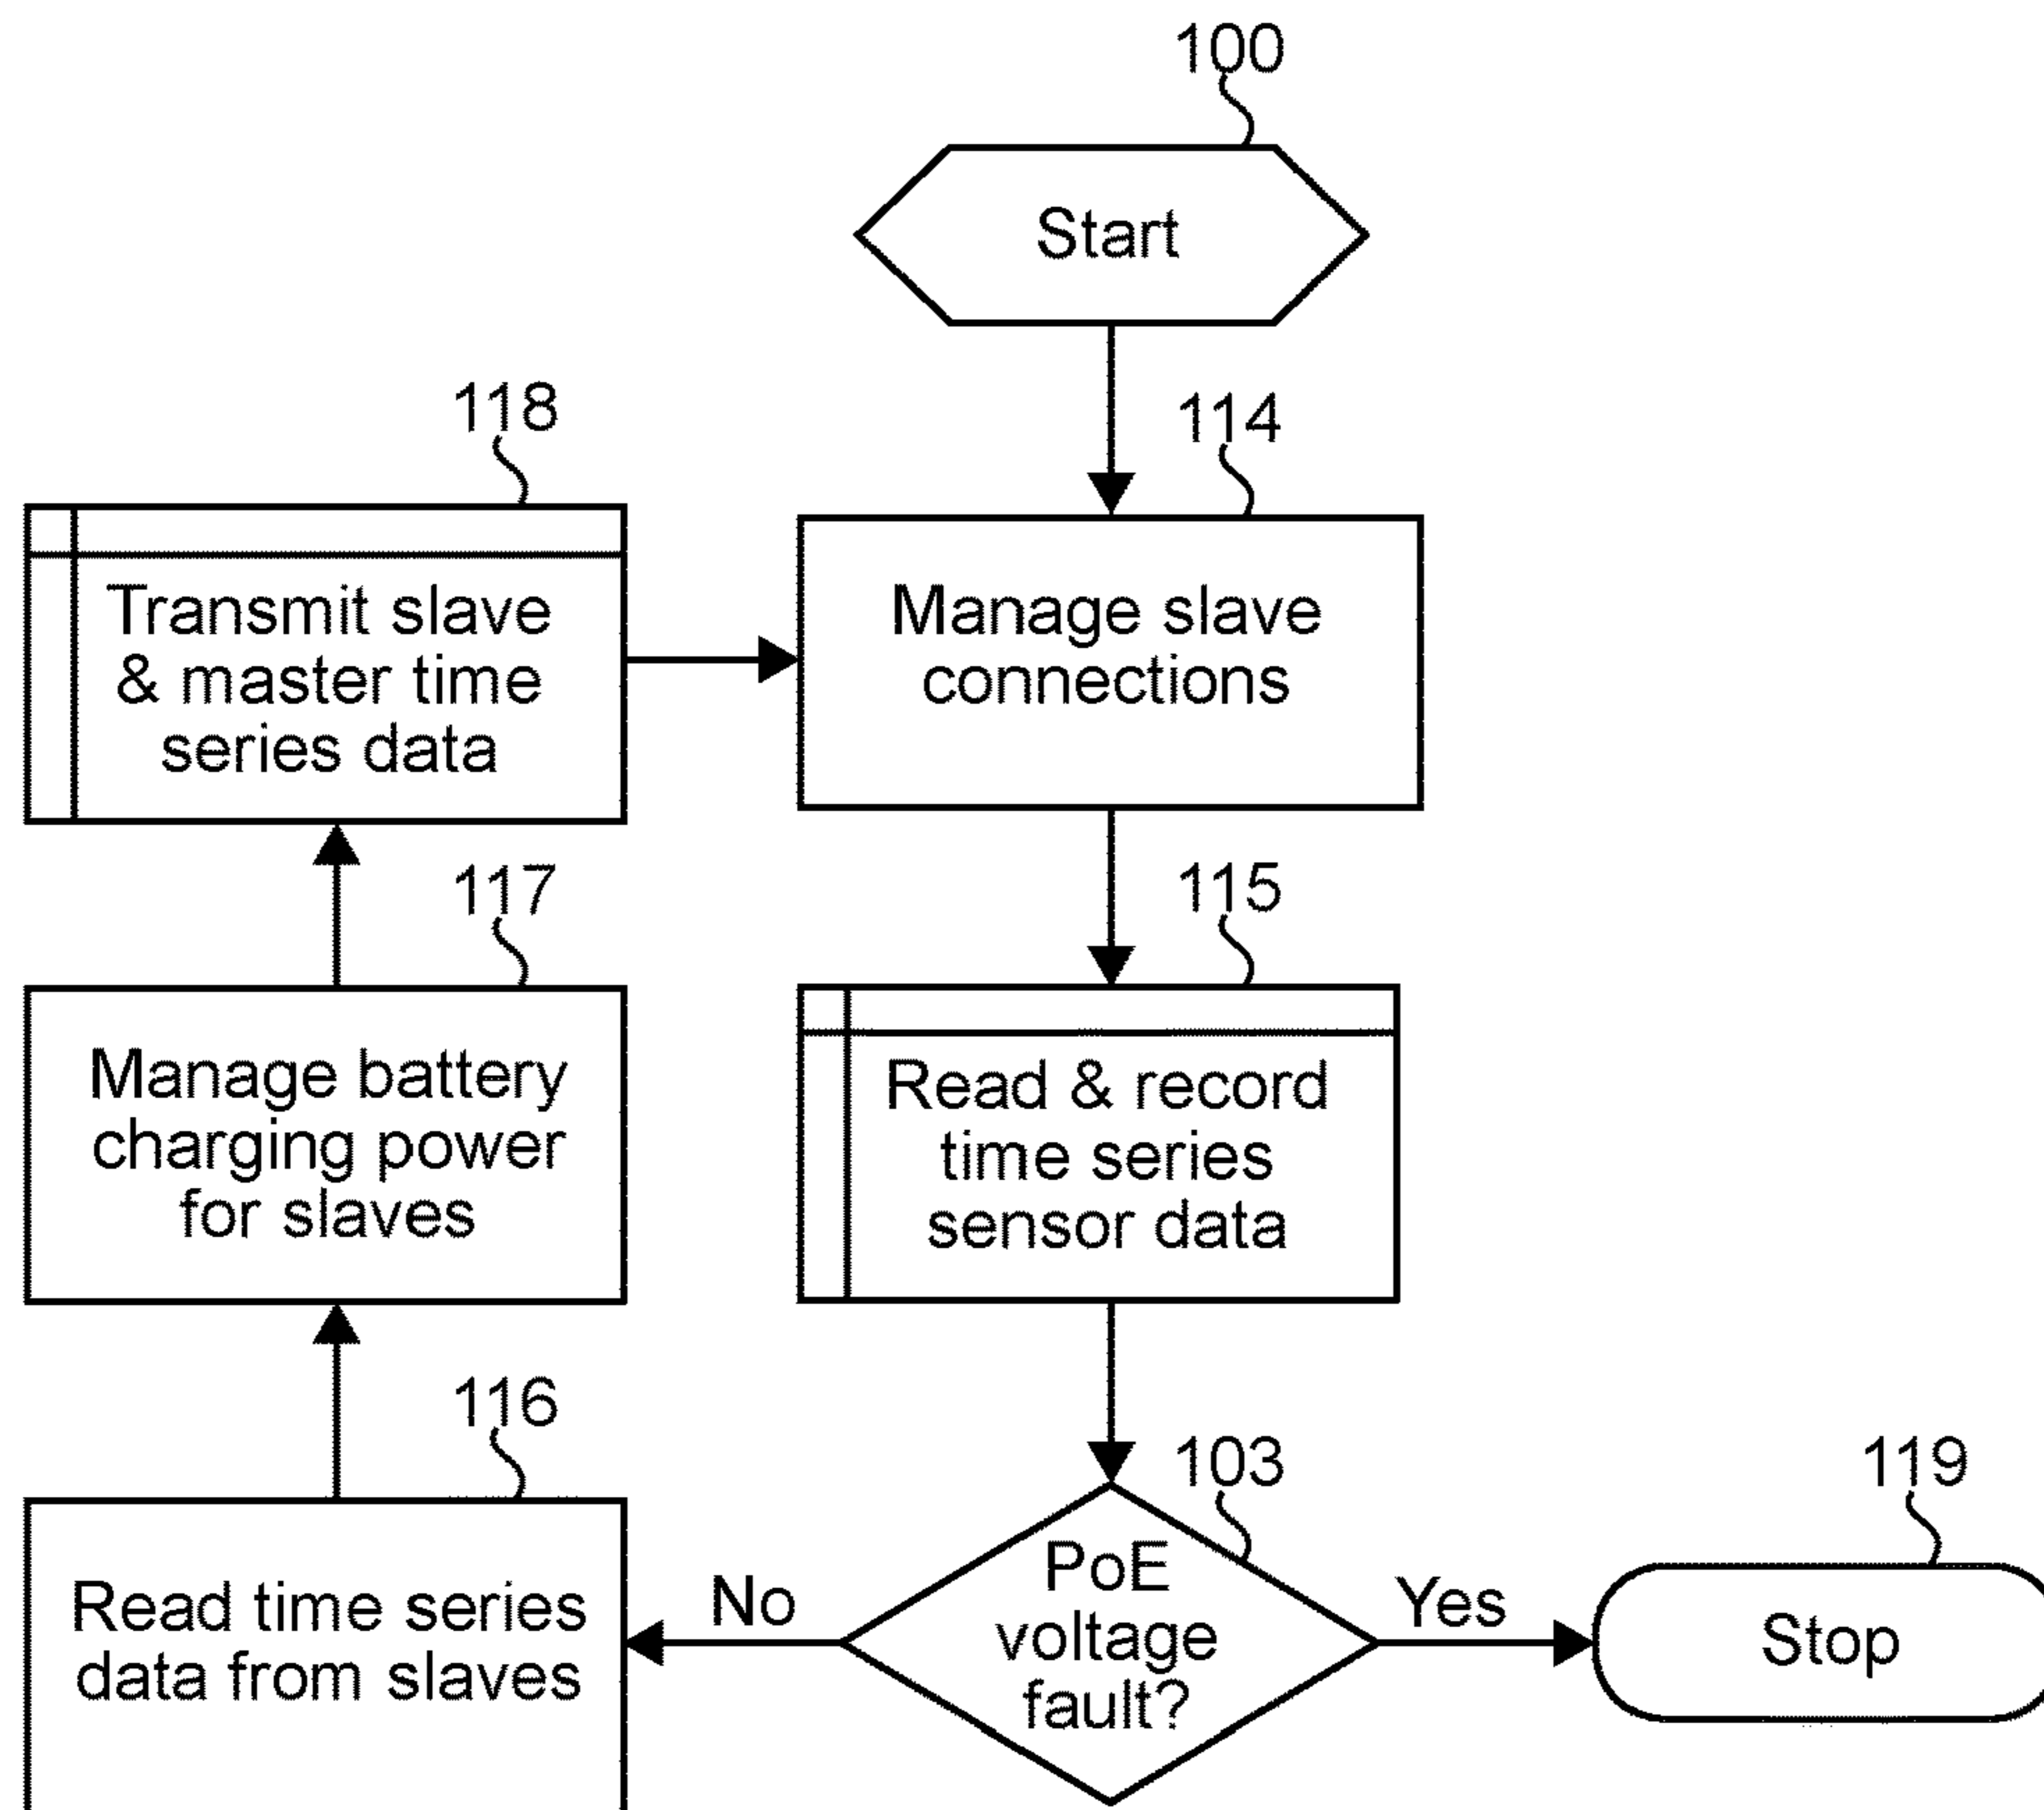 100
Start
118
114
Transmit slave
& master time
series data
Manage slave
connections
117
115
Manage battery
charging power
for slaves
Read & record
time series
sensor data
116
103
119
Read time series
data from slaves
No
PoE
voltage
fault?
Yes
Stop